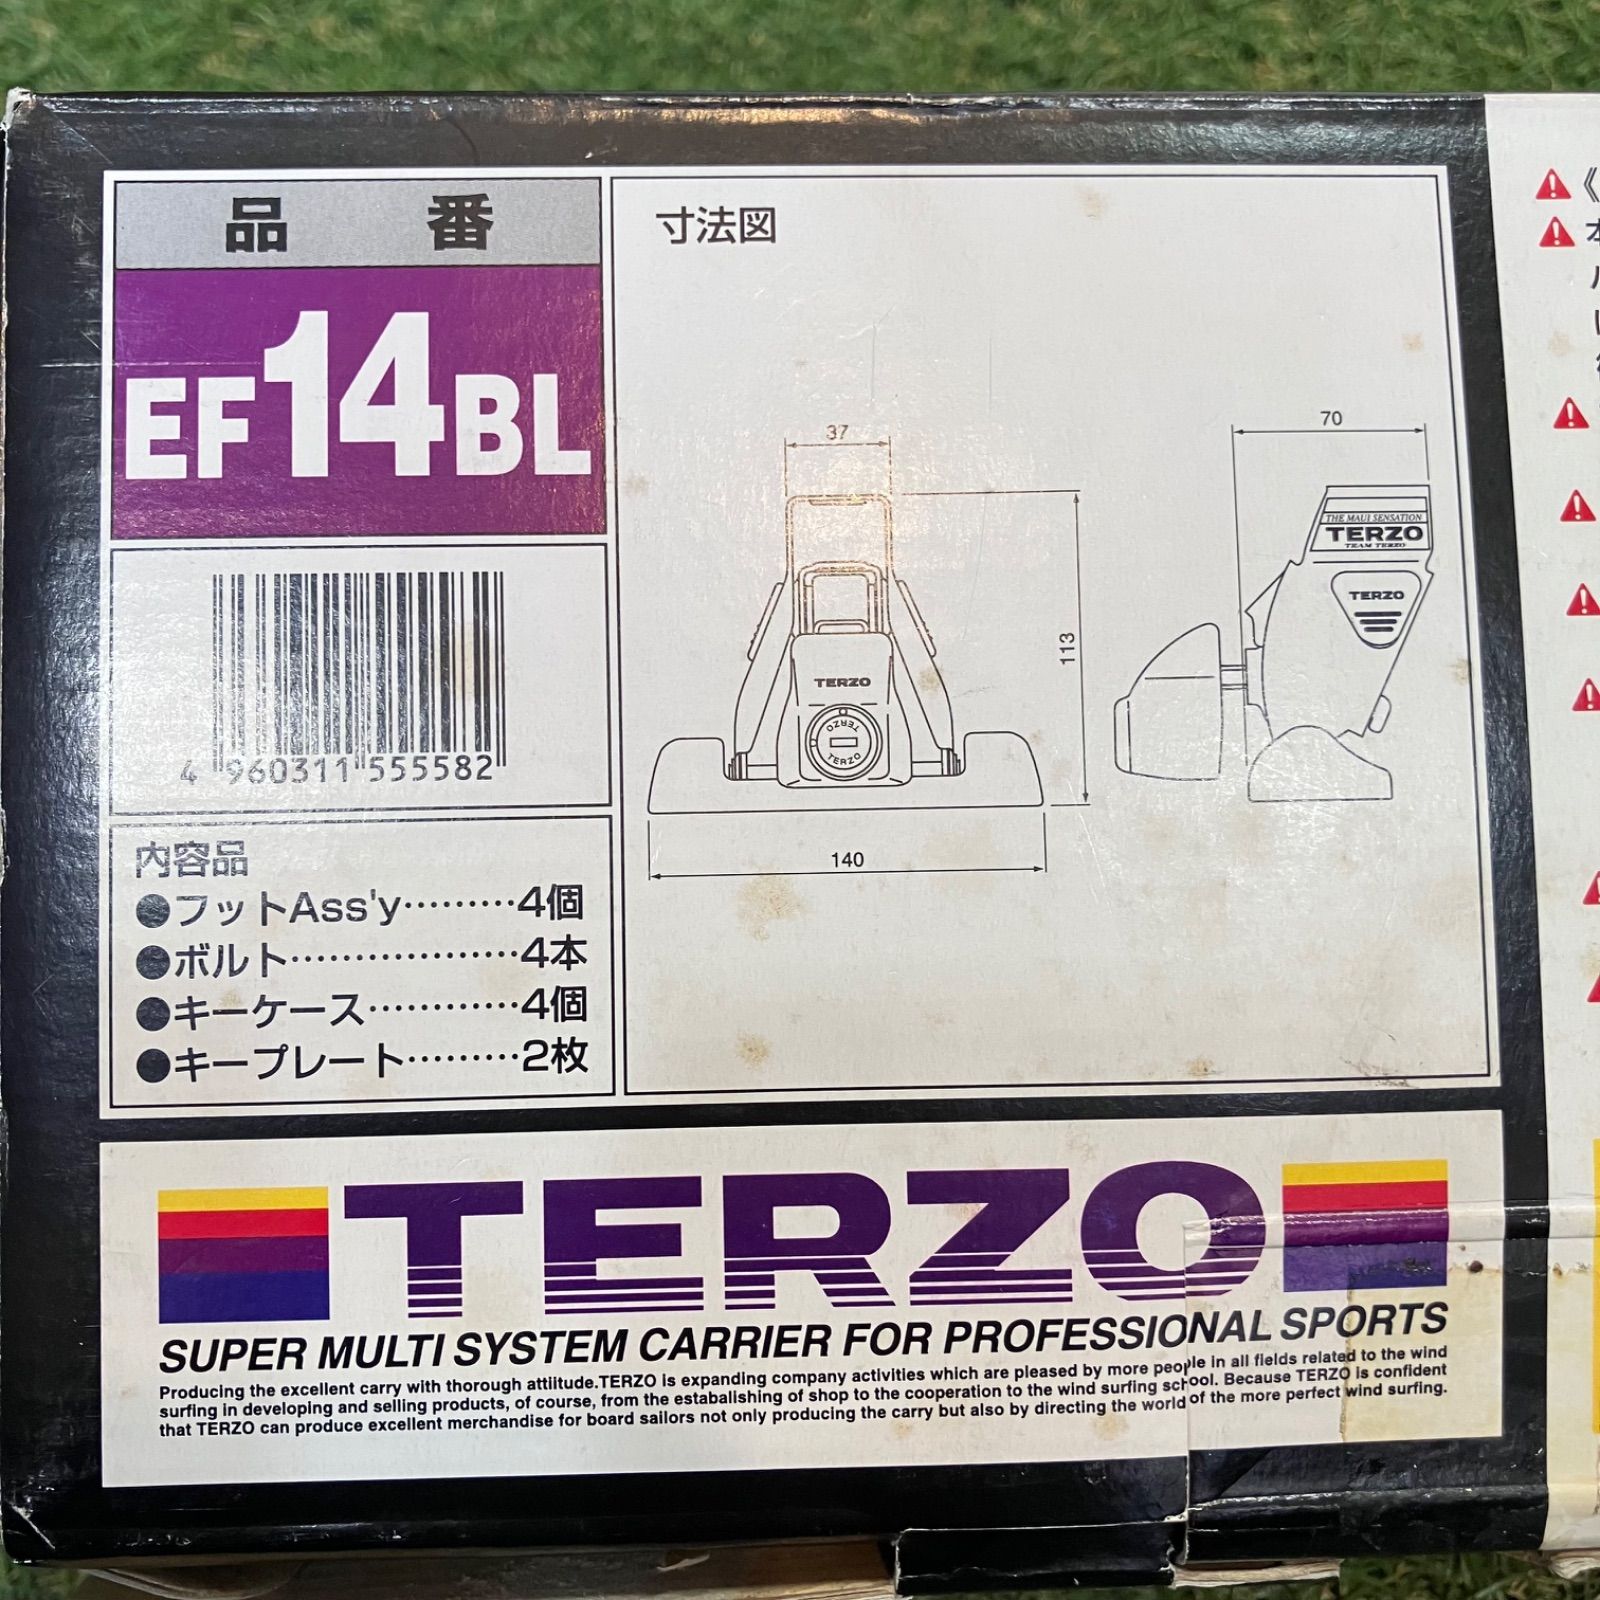 品 番
EF14BL
4 960311 555582
内容品
●フットAss'y………4個
●ボルト………………4本
●キーケース…………4個
●キープレート………2枚
寸法図
37
113
140
TERZO
TERZO
TERZO
70
THE MAUI SENSATION
TERZO
TEAM TERZO
TERZO
TERZO
SUPER MULTI SYSTEM CARRIER FOR PROFESSIONAL SPORTS
Producing the excellent carry with thorough attiitude.TERZO is expanding company activities which are pleased by more people in all fields related to the wind
surfing in developing and selling products, of course, from the estabalishing of shop to the cooperation to the wind surfing school. Because TERZO is confident
that TERZO can produce excellent merchandise for board sailors not only producing the carry but also by directing the world of the more perfect wind surfing.